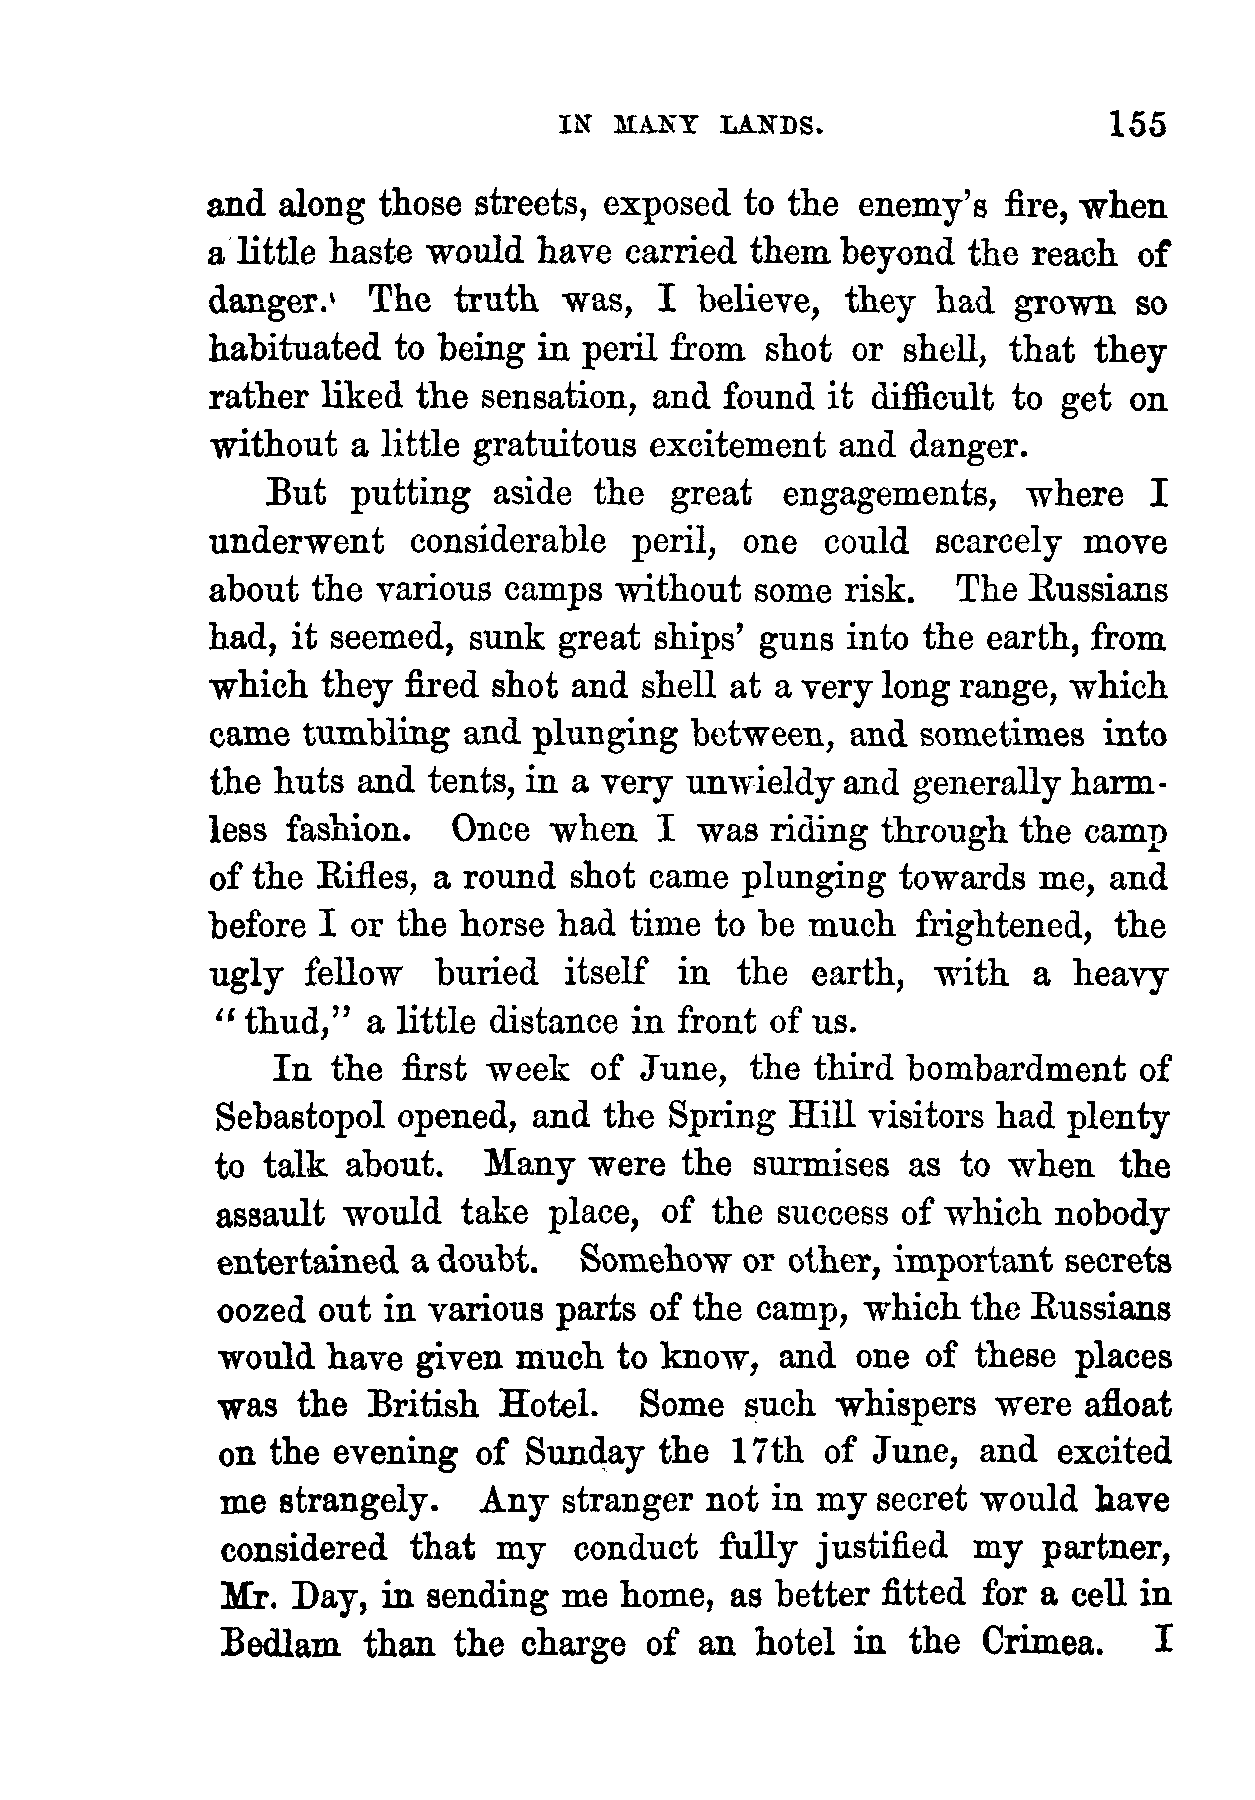 IN MANY LANDS. 155
and along those streets, exposed to the enemy's fire, when
a little haste would have carried them beyond the reach of
danger. The truth was, I believe, they had grown so
habituated to being in peril from shot or shell, that they
rather liked the sensation, and found it difficult to get on
without a little gratuitous excitement and danger.
But putting aside the great engagements, where I
underwent considerable peril, one could scarcely move
about the various camps without some risk. The Russians
had, it seemed, sunk great ships' guns into the earth, from
which they fired shot and shell at a very long range, which
came tumbling and plunging between, and sometimes into
the huts and tents, in a very unwieldy and generally harm-
less fashion. Once when I was riding through the camp
of the Rifles, a round shot came plunging towards me, and
before I or the horse had time to be much frightened, the
ugly fellow buried itself in the earth, with a heavy
"thud," a little distance in front of us.
In the first week of June, the third bombardment of
Sebastopol opened, and the Spring Hill visitors had plenty
to talk about. Many were the surmises as to when the
assault would take place, of the success of which nobody
entertained a doubt. Somehow or other, important secrets
oozed out in various parts of the camp, which the Russians
would have given much to know, and one of these places
was the British Hotel. Some such whispers were afloat
on the evening of Sunday the 17th of June, and excited
me strangely. Any stranger not in my secret would have
considered that my conduct fully justified my partner,
Mr. Day, in sending me home, as better fitted for a cell in
Bedlam than the charge of an hotel in the Crimea. I